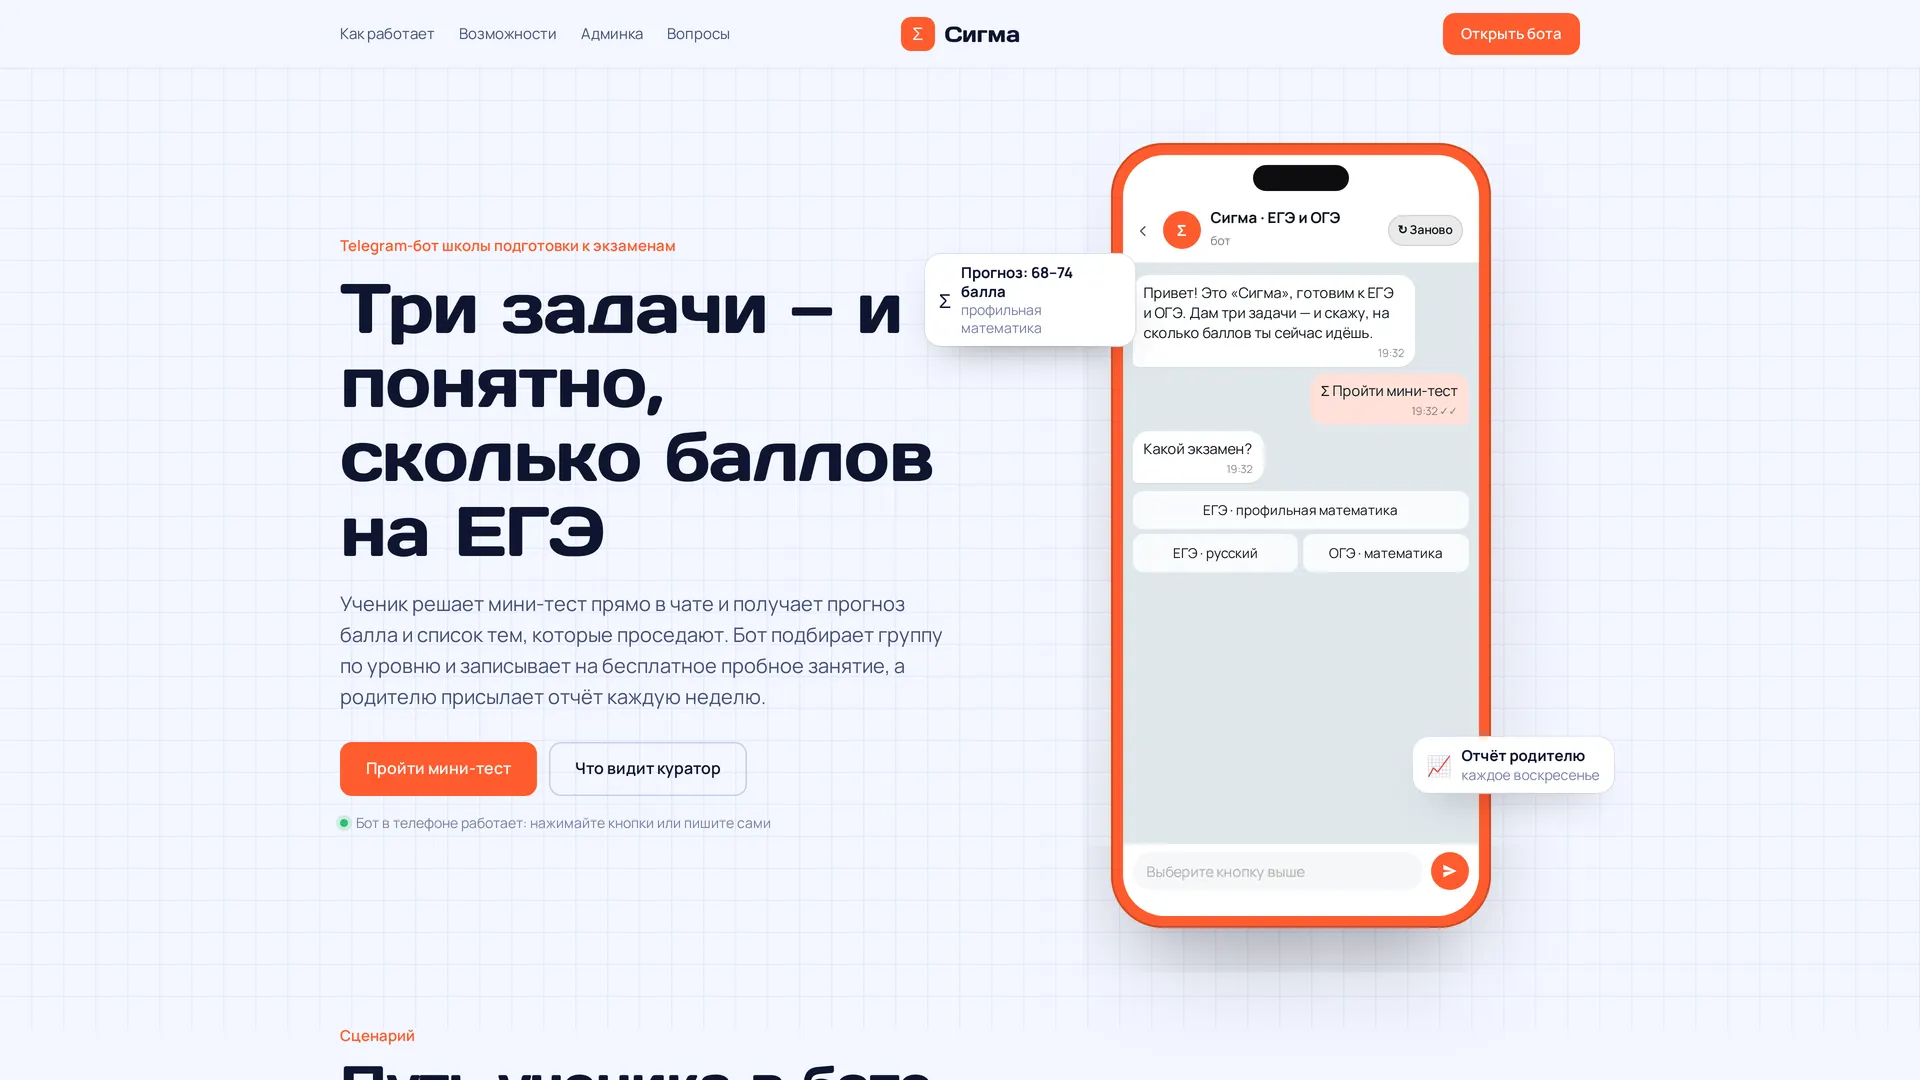 Как работает
Возможности
Админка
Вопросы
Σ Сигма
Открыть бота
Telegram-бот школы подготовки к экзаменам
Три задачи — и
понятно,
сколько баллов
на ЕГЭ
Ученик решает мини-тест прямо в чате и получает прогноз
балла и список тем, которые проседают. Бот подбирает группу
по уровню и записывает на бесплатное пробное занятие, а
родителю присылает отчёт каждую неделю.
Пройти мини-тест
Что видит куратор
Бот в телефоне работает: нажимайте кнопки или пишите сами
Σ
Прогноз: 68–74
балла
профильная
математика
Σ
Сигма · ЕГЭ и ОГЭ
бот
↻ Заново
Привет! Это «Сигма», готовим к ЕГЭ
и ОГЭ. Дам три задачи — и скажу, на
сколько баллов ты сейчас идёшь.
19:32
Σ Пройти мини-тест
19:32 ✓✓
Какой экзамен?
19:32
ЕГЭ · профильная математика
ЕГЭ · русский
ОГЭ · математика
Отчёт родителю
каждое воскресенье
Выберите кнопку выше
Сценарий
Путь ученика в боте